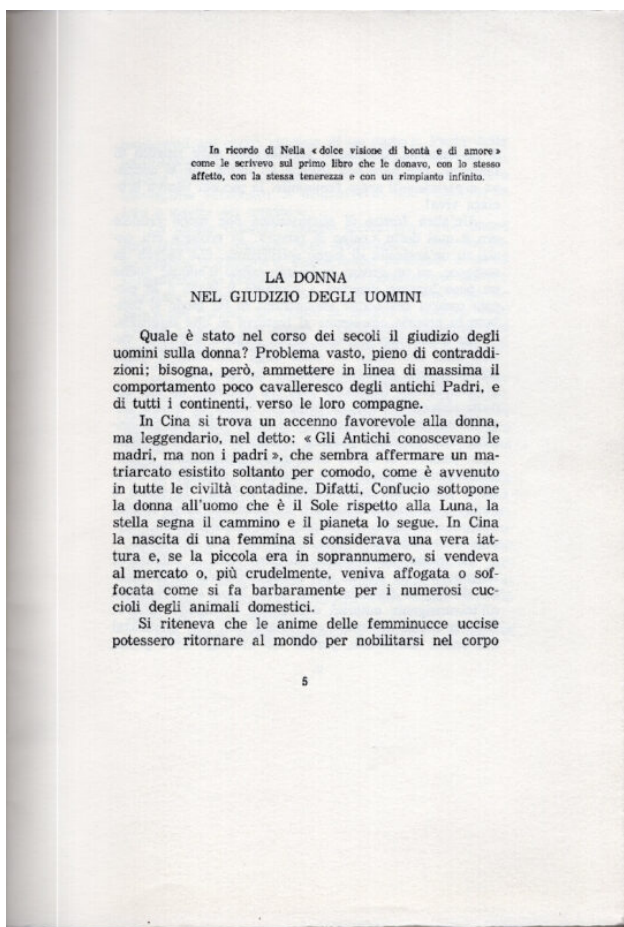 In ricordo di Nella « dolce visione di bontà e di amore »
come le scrivevo sul primo libro che le donavo, con lo stesso
affetto, con la stessa tenerezza e con un rimpianto infinito.
LA DONNA
NEL GIUDIZIO DEGLI UOMINI
Quale è stato nel corso dei secoli il giudizio degli
uomini sulla donna? Problema vasto, pieno di contraddi-
zioni; bisogna, però, ammettere in linea di massima il
comportamento poco cavalleresco degli antichi Padri, e
di tutti i continenti, verso le loro compagne.
In Cina si trova un accenno favorevole alla donna,
ma leggendario, nel detto: « Gli Antichi conoscevano le
madri, ma non i padri », che sembra affermare un ma-
triarcato esistito soltanto per comodo, come è avvenuto
in tutte le civiltà contadine. Difatti, Confucio sottopone
la donna all'uomo che è il Sole rispetto alla Luna, la
stella segna il cammino e il pianeta lo segue. In Cina
la nascita di una femmina si considerava una vera iat-
tura e, se la piccola era in soprannumero, si vendeva
al mercato o, più crudelmente, veniva affogata o sof-
focata come si fa barbaramente per i numerosi cuc-
cioli degli animali domestici.
Si riteneva che le anime delle femminucce uccise
potessero ritornare al mondo per nobilitarsi nel corpo
5